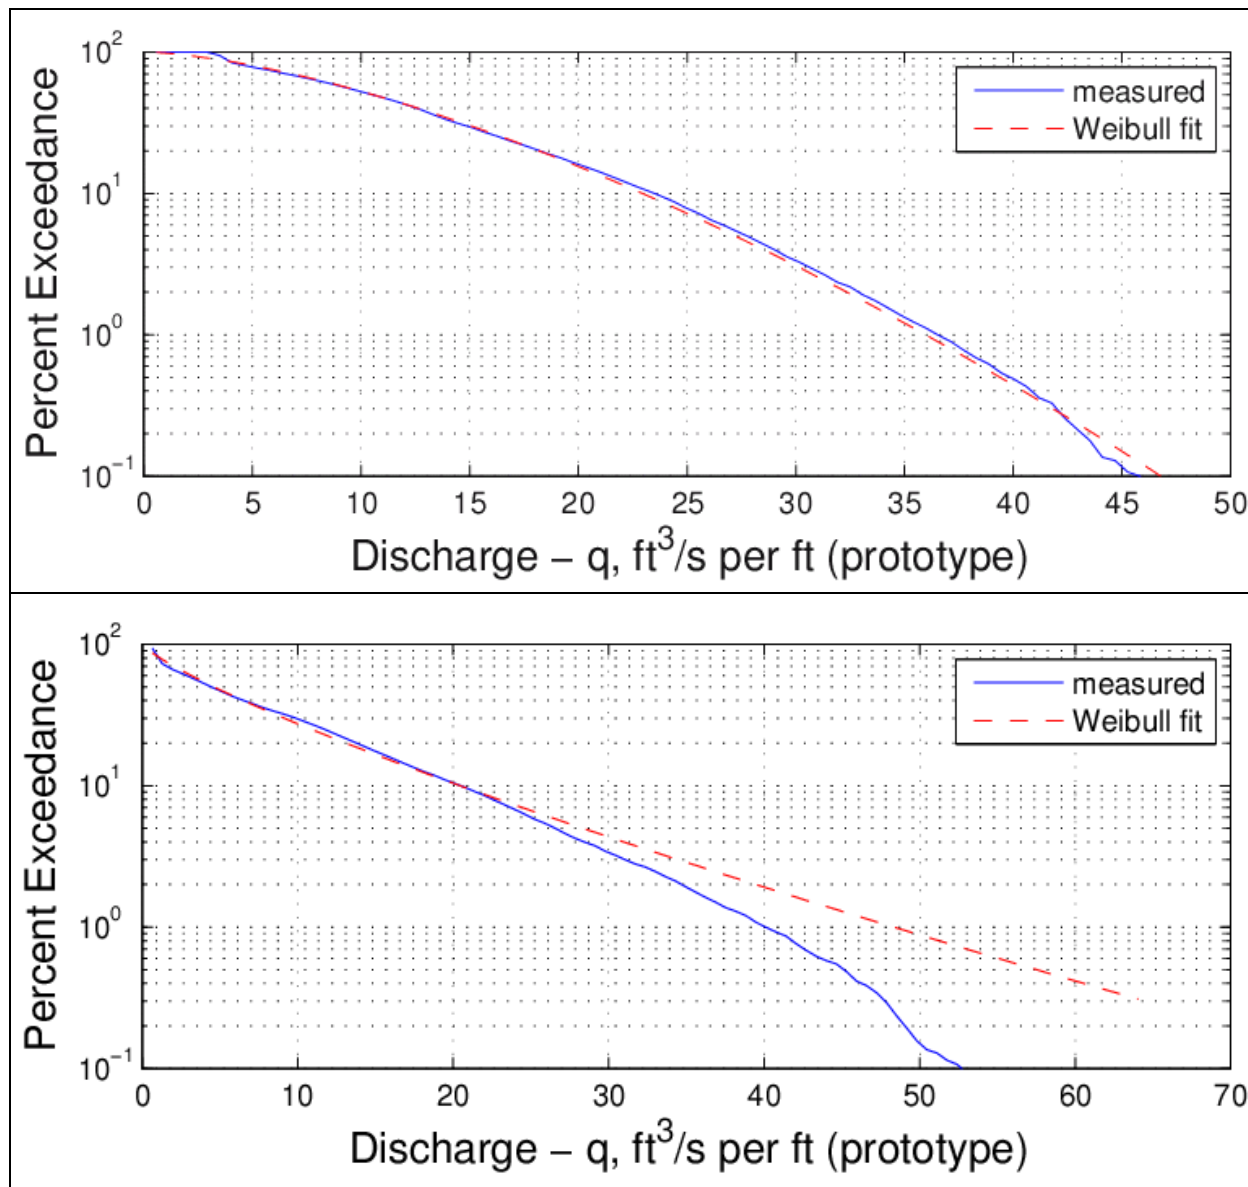 10^2
10^1
10^0
10^−1
Percent Exceedance
measured
Weibull fit
0 5 10 15 20 25 30 35 40 45 50
Discharge − q, ft^3/s per ft (prototype)
10^2
10^1
10^0
10^−1
Percent Exceedance
measured
Weibull fit
0 10 20 30 40 50 60 70
Discharge − q, ft^3/s per ft (prototype)